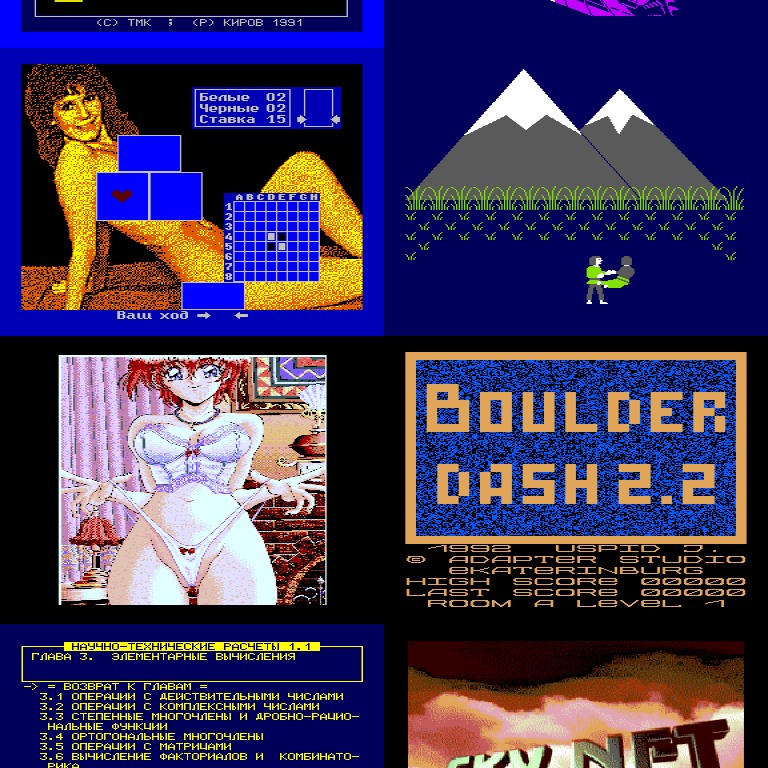 (C) ТМК ; (P) КИРОВ 1991
Белые 02
Черные 02
Ставка 15
A B C D E F G H
1
2
3
4
5
6
7
8
Ваш ход → ←
BOULDER
DASH 2.2
1992 USPID J.
© ADAPTER STUDIO
EKATERINBURG
HIGH SCORE 00000
LAST SCORE 00000
ROOM A LEVEL 1
НАУЧНО-ТЕХНИЧЕСКИЕ РАСЧЕТЫ 1.1
ГЛАВА 3. ЭЛЕМЕНТАРНЫЕ ВЫЧИСЛЕНИЯ
-> = ВОЗВРАТ К ГЛАВАМ =
3.1 ОПЕРАЦИИ С ДЕЙСТВИТЕЛЬНЫМИ ЧИСЛАМИ
3.2 ОПЕРАЦИИ С КОМПЛЕКСНЫМИ ЧИСЛАМИ
3.3 СТЕПЕННЫЕ МНОГОЧЛЕНЫ И ДРОБНО-РАЦИО-
НАЛЬНЫЕ ФУНКЦИИ
3.4 ОРТОГОНАЛЬНЫЕ МНОГОЧЛЕНЫ
3.5 ОПЕРАЦИИ С МАТРИЦАМИ
3.6 ВЫЧИСЛЕНИЕ ФАКТОРИАЛОВ И КОМБИНАТО-
РИКА
SKY NET